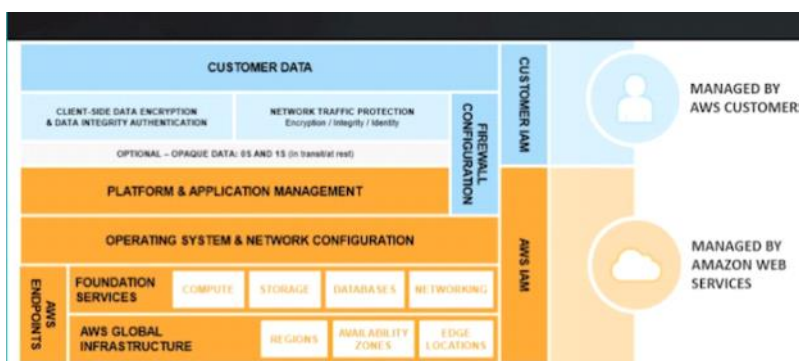 CUSTOMER DATA
CLIENT-SIDE DATA ENCRYPTION
& DATA INTEGRITY AUTHENTICATION
NETWORK TRAFFIC PROTECTION
Encryption / Integrity / Identity
OPTIONAL – OPAQUE DATA: 0S AND 1S (in transit/at rest)
FIREWALL
CONFIGURATION
CUSTOMER IAM
MANAGED BY
AWS CUSTOMERS
PLATFORM & APPLICATION MANAGEMENT
OPERATING SYSTEM & NETWORK CONFIGURATION
AWS IAM
MANAGED BY
AMAZON WEB
SERVICES
AWS
ENDPOINTS
FOUNDATION
SERVICES
COMPUTE
STORAGE
DATABASES
NETWORKING
AWS GLOBAL
INFRASTRUCTURE
REGIONS
AVAILABILITY
ZONES
EDGE
LOCATIONS